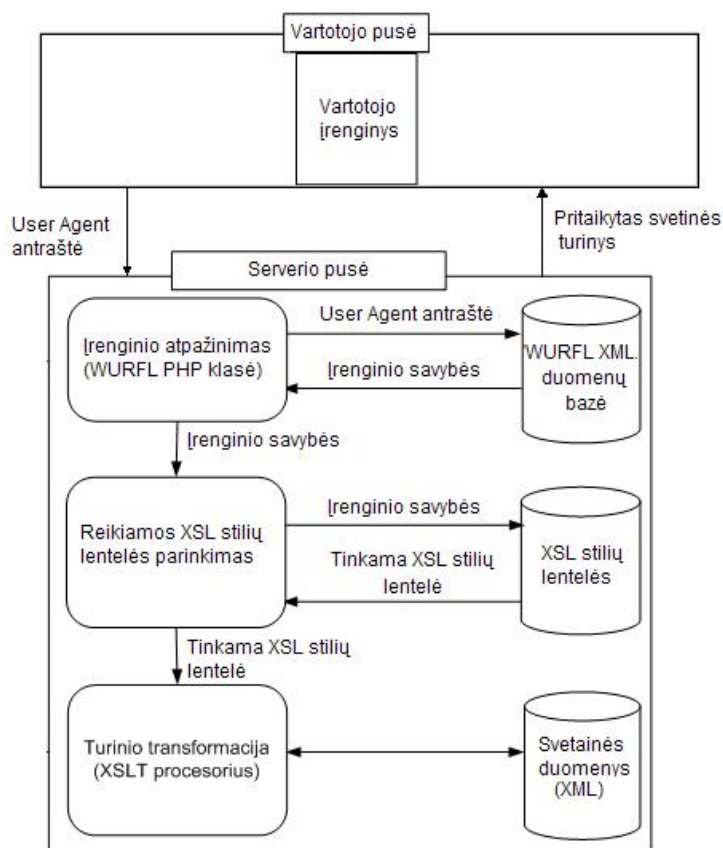 Vartotojo pusė
Vartotojo
įrenginys
User Agent
antraštė
Pritaikytas svetinės
turinys
Serverio pusė
Įrenginio atpažinimas
(WURFL PHP klasė)
User Agent antraštė
Įrenginio savybės
WURFL XML
duomenų
bazė
Įrenginio savybės
Reikiamos XSL stilių
lentelės parinkimas
Įrenginio savybės
Tinkama XSL stilių
lentelė
XSL stilių
lentelės
Tinkama XSL stilių
lentelė
Turinio transformacija
(XSLT procesorius)
Svetainės
duomenys
(XML)